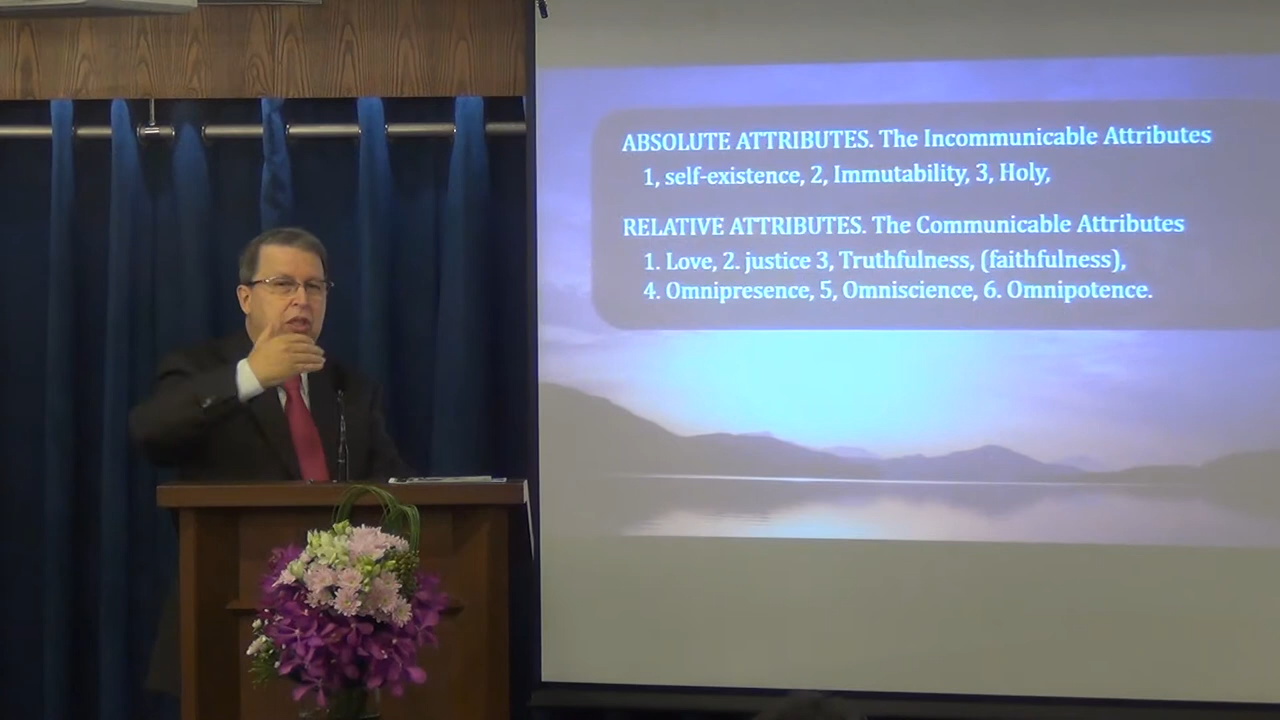 ABSOLUTE ATTRIBUTES. The Incommunicable Attributes
1, self-existence, 2, Immutability, 3, Holy,
RELATIVE ATTRIBUTES. The Communicable Attributes
1. Love, 2. justice 3, Truthfulness, (faithfulness),
4. Omnipresence, 5, Omniscience, 6. Omnipotence.